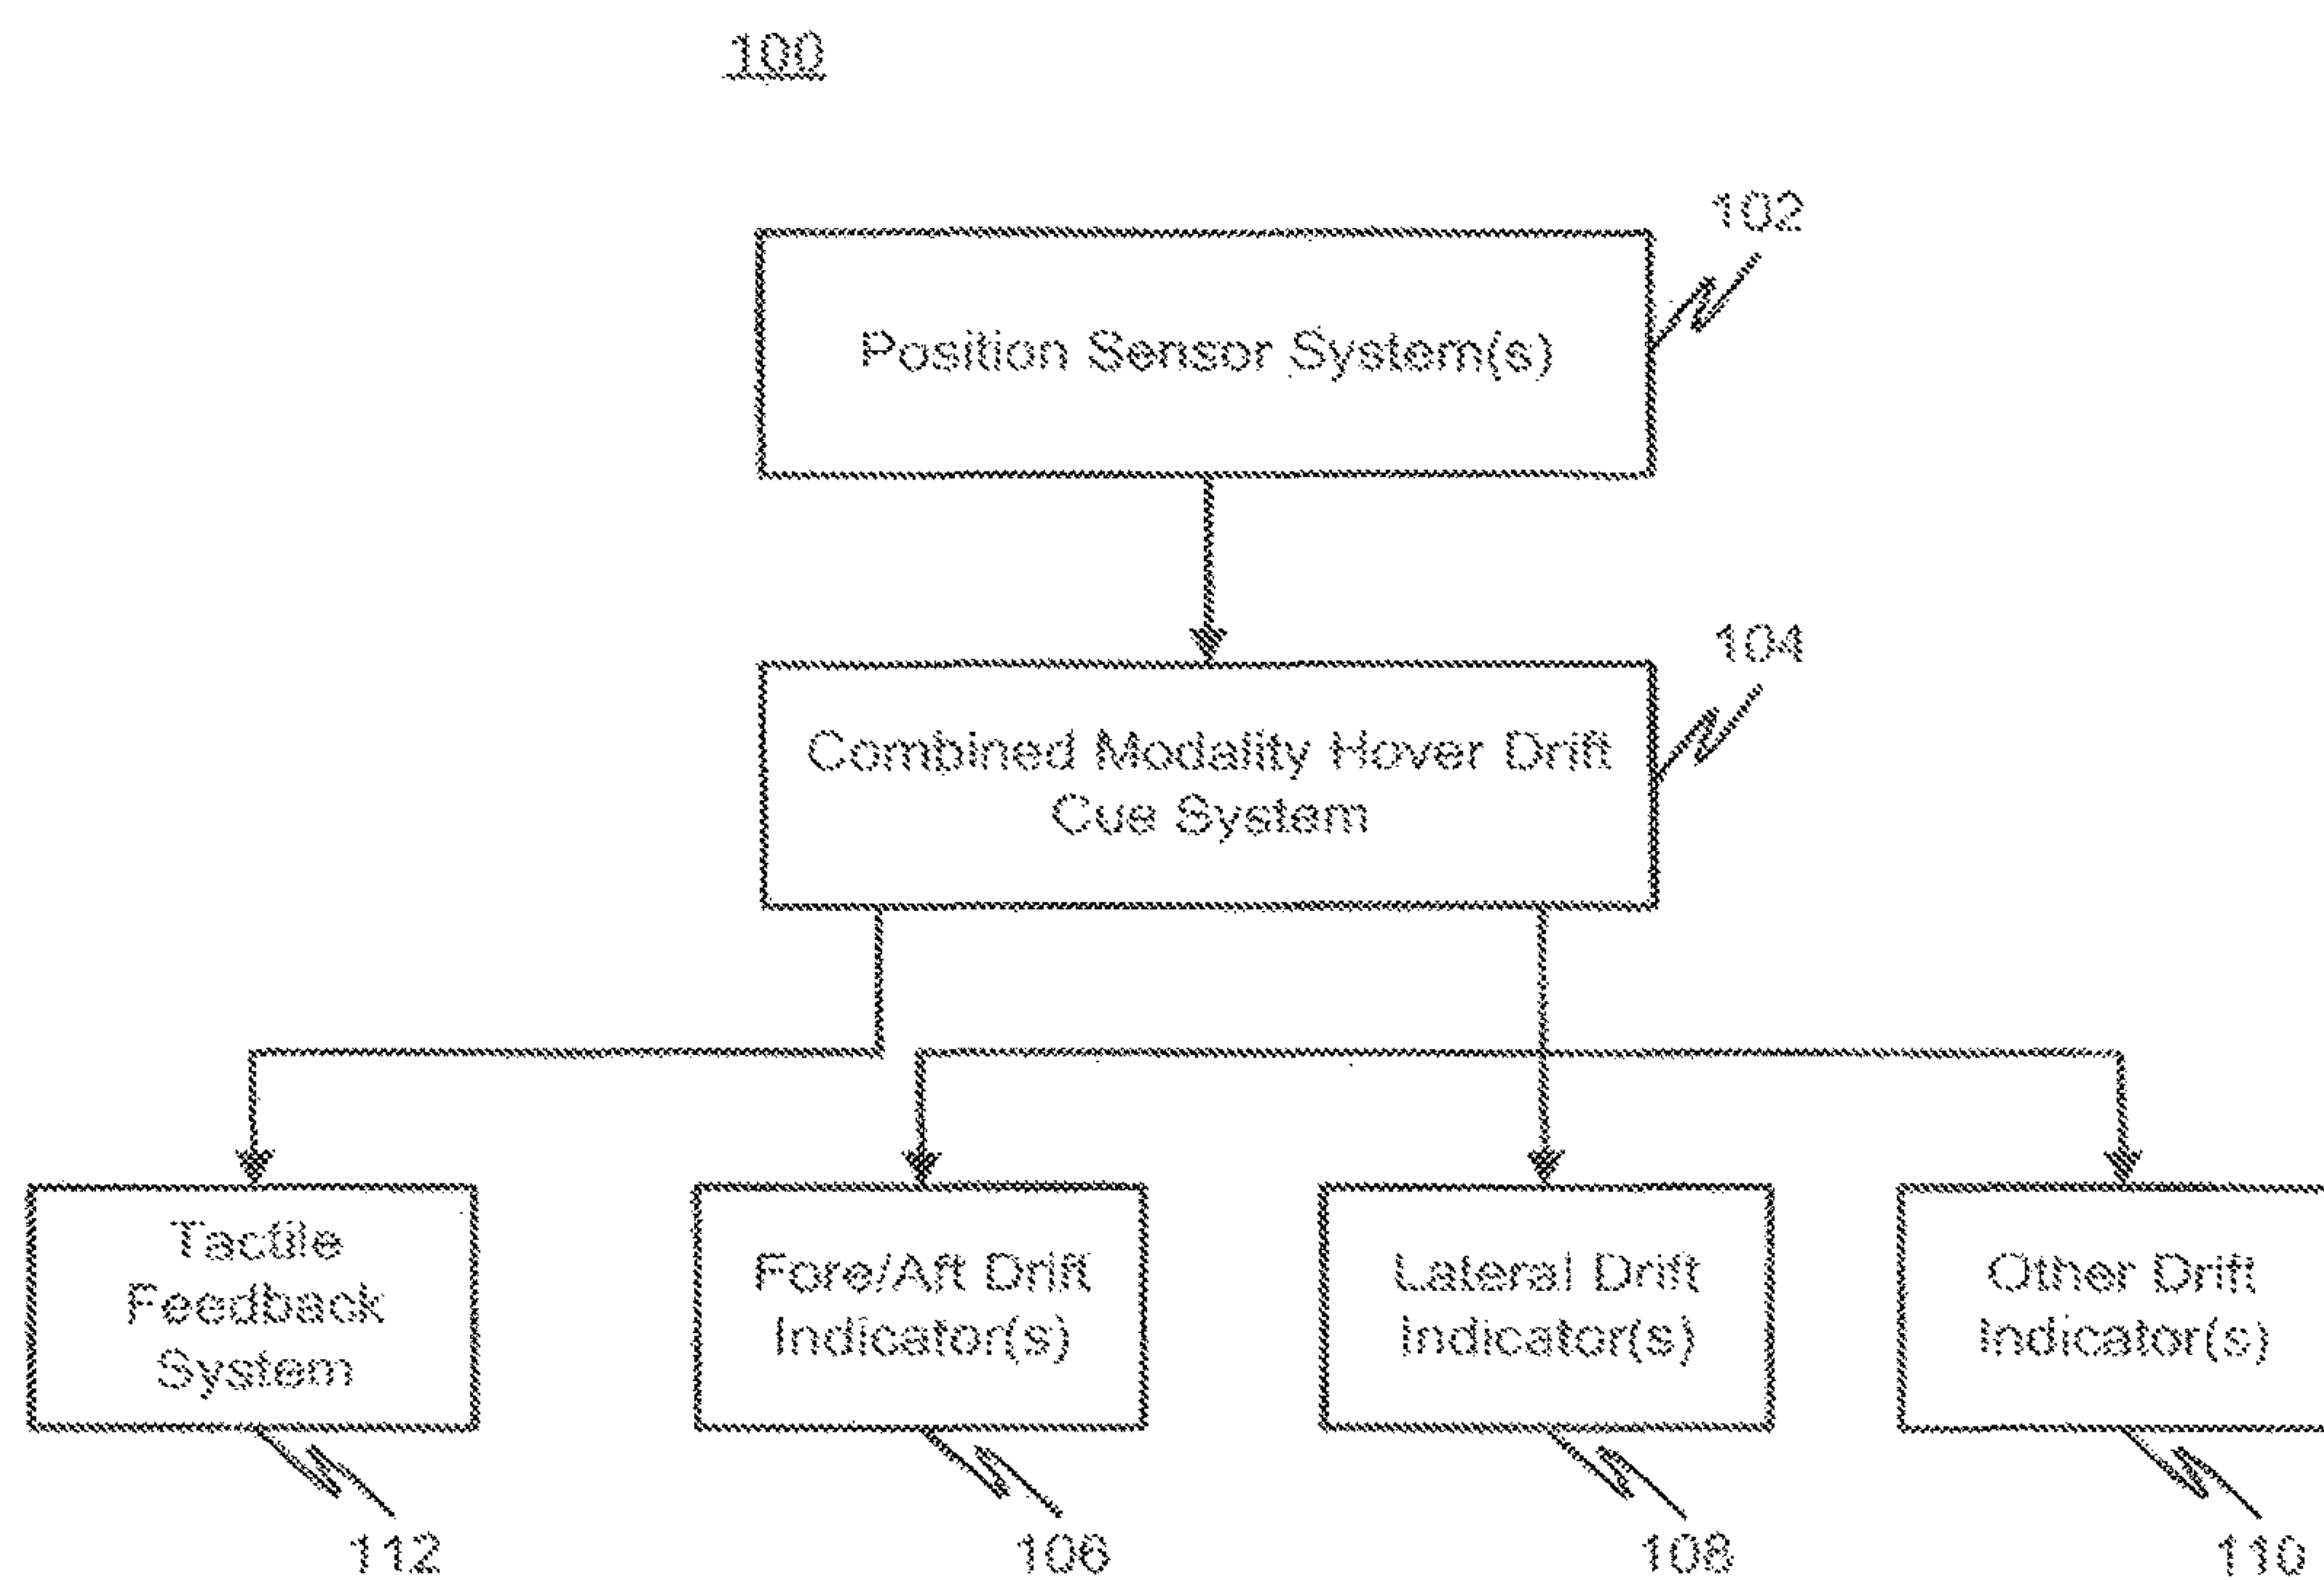 100
102
Position Sensor System(s)
104
Combined Modality Hover Drift
Cue System
Tactile
Feedback
System
Fore/Aft Drift
Indicator(s)
Lateral Drift
Indicator(s)
Other Drift
Indicator(s)
112
106
108
110